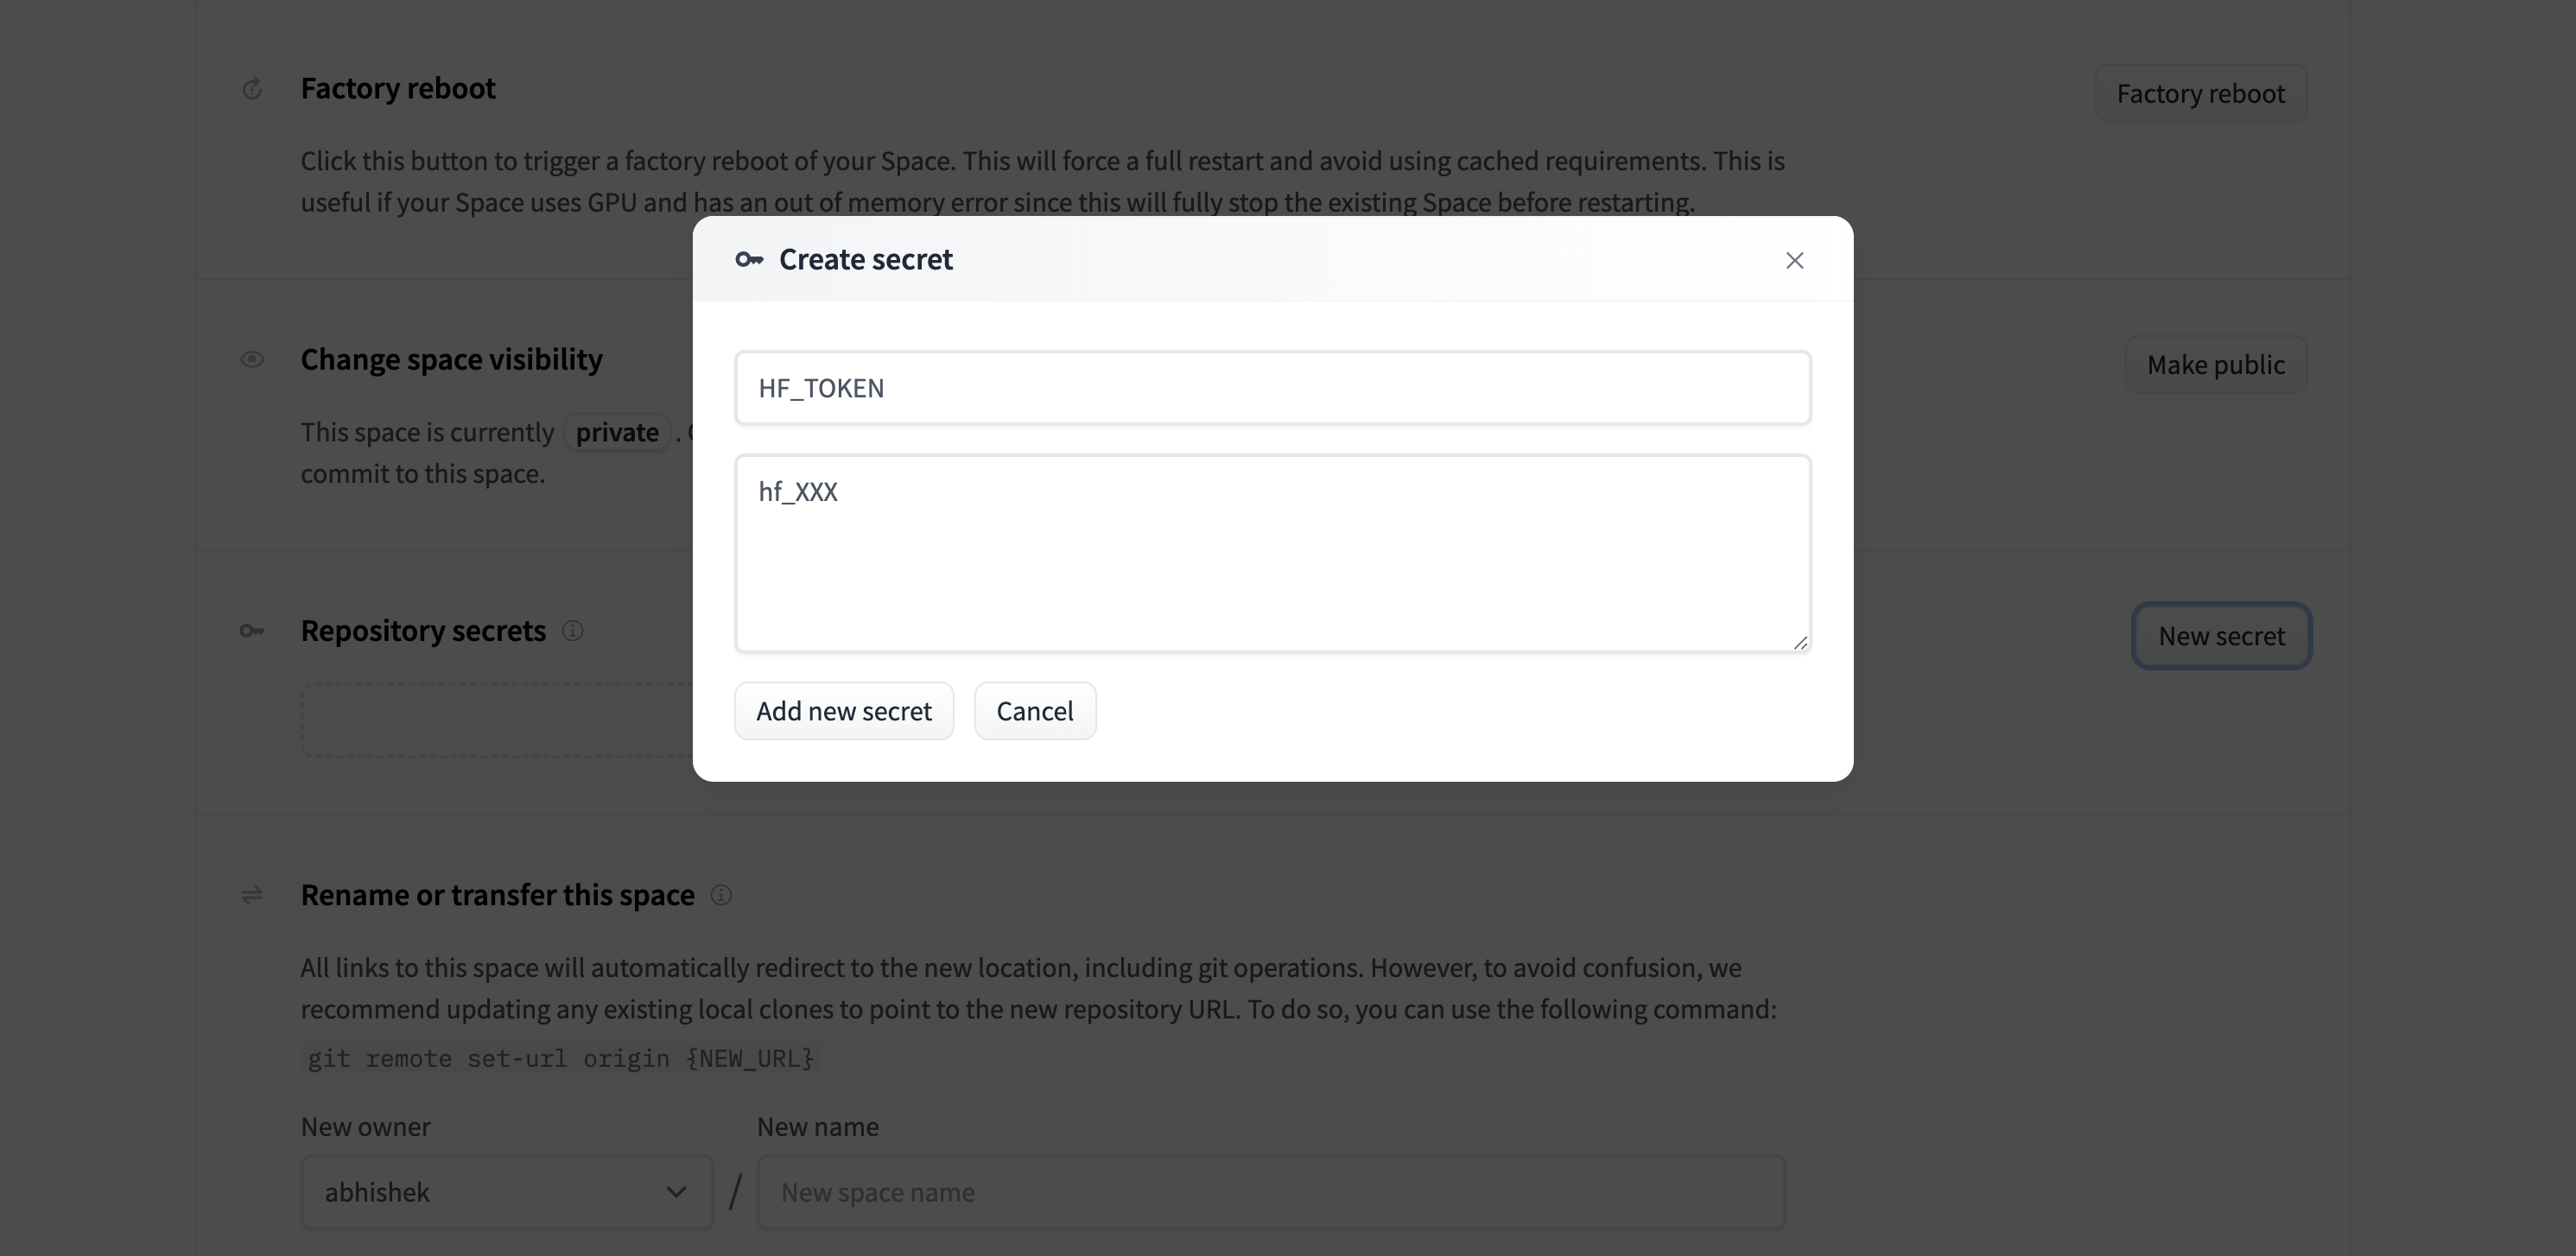 Factory reboot
Factory reboot
Click this button to trigger a factory reboot of your Space. This will force a full restart and avoid using cached requirements. This is
useful if your Space uses GPU and has an out of memory error since this will fully stop the existing Space before restarting.
Create secret
HF_TOKEN
hf_XXX
Add new secret Cancel
Change space visibility
Make public
This space is currently private .
commit to this space.
Repository secrets
New secret
Rename or transfer this space
All links to this space will automatically redirect to the new location, including git operations. However, to avoid confusion, we
recommend updating any existing local clones to point to the new repository URL. To do so, you can use the following command:
git remote set-url origin {NEW_URL}
New owner New name
abhishek / New space name